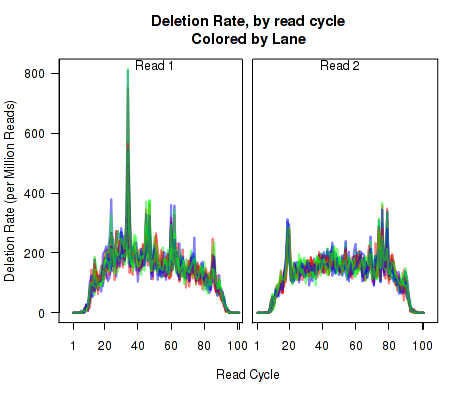 Deletion Rate, by read cycle
Colored by Lane
Read 1
Read 2
Deletion Rate (per Million Reads)
800
600
400
200
0
1 20 40 60 80 100
1 20 40 60 80 100
Read Cycle